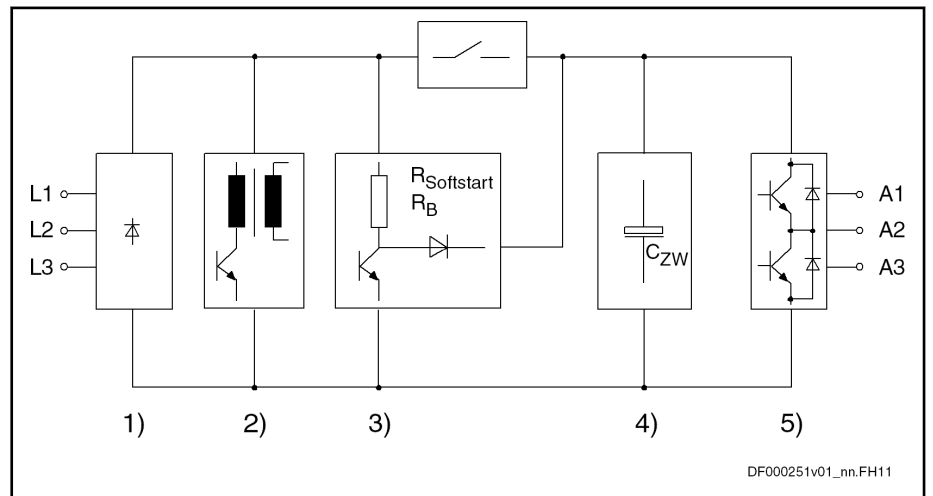 L1
L2
L3
R_Softstart
R_B
C_ZW
A1
A2
A3
1)
2)
3)
4)
5)
DF000251v01_nn.FH11